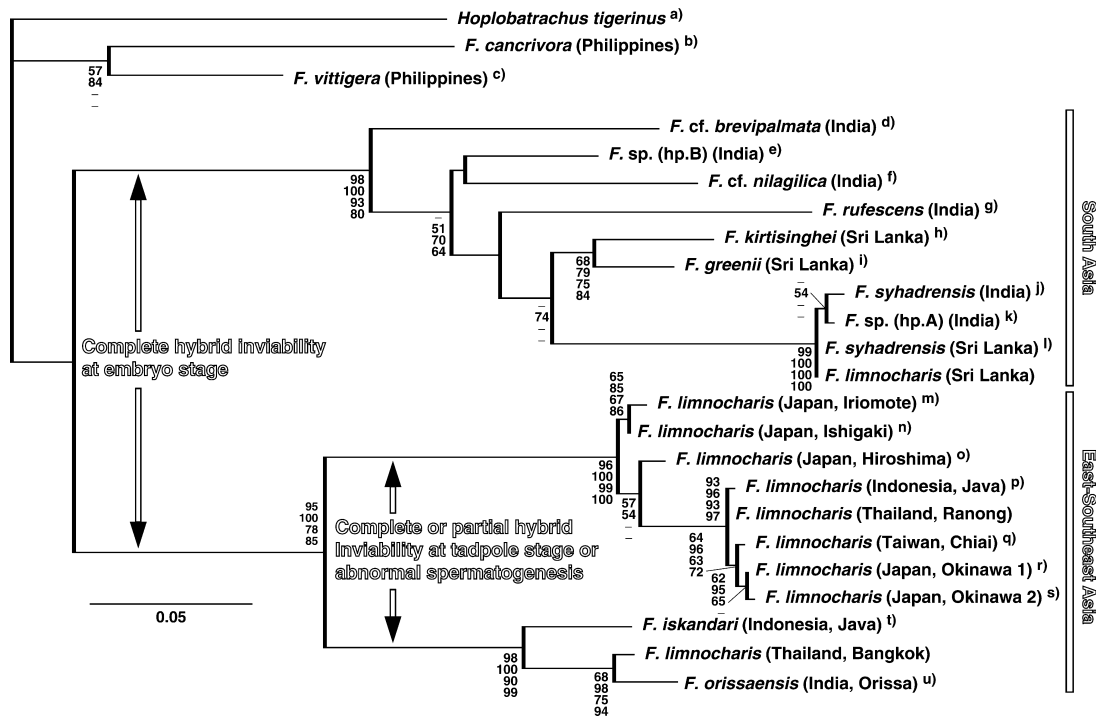 Hoplobatrachus tigerinus a)
F. cancrivora (Philippines) b)
57
84
–
–
F. vittigera (Philippines) c)
F. cf. brevipalmata (India) d)
F. sp. (hp.B) (India) e)
98
100
93
80
F. cf. nilagilica (India) f)
–
51
70
64
F. rufescens (India) g)
F. kirtisinghei (Sri Lanka) h)
68
79
75
84
F. greenii (Sri Lanka) i)
–
54
–
–
F. syhadrensis (India) j)
–
74
–
–
F. sp. (hp.A) (India) k)
F. syhadrensis (Sri Lanka) l)
99
100
100
100
F. limnocharis (Sri Lanka)
South Asia
Complete hybrid inviability
at embryo stage
65
85
67
86
F. limnocharis (Japan, Iriomote) m)
F. limnocharis (Japan, Ishigaki) n)
96
100
99
100
F. limnocharis (Japan, Hiroshima) o)
57
54
–
–
93
96
93
97
F. limnocharis (Indonesia, Java) p)
F. limnocharis (Thailand, Ranong)
95
100
78
85
Complete or partial hybrid
Inviability at tadpole stage or
abnormal spermatogenesis
64
96
63
72
F. limnocharis (Taiwan, Chiai) q)
F. limnocharis (Japan, Okinawa 1) r)
62
95
65
–
F. limnocharis (Japan, Okinawa 2) s)
East-Southeast Asia
0.05
F. iskandari (Indonesia, Java) t)
98
100
90
99
F. limnocharis (Thailand, Bangkok)
68
98
75
94
F. orissaensis (India, Orissa) u)